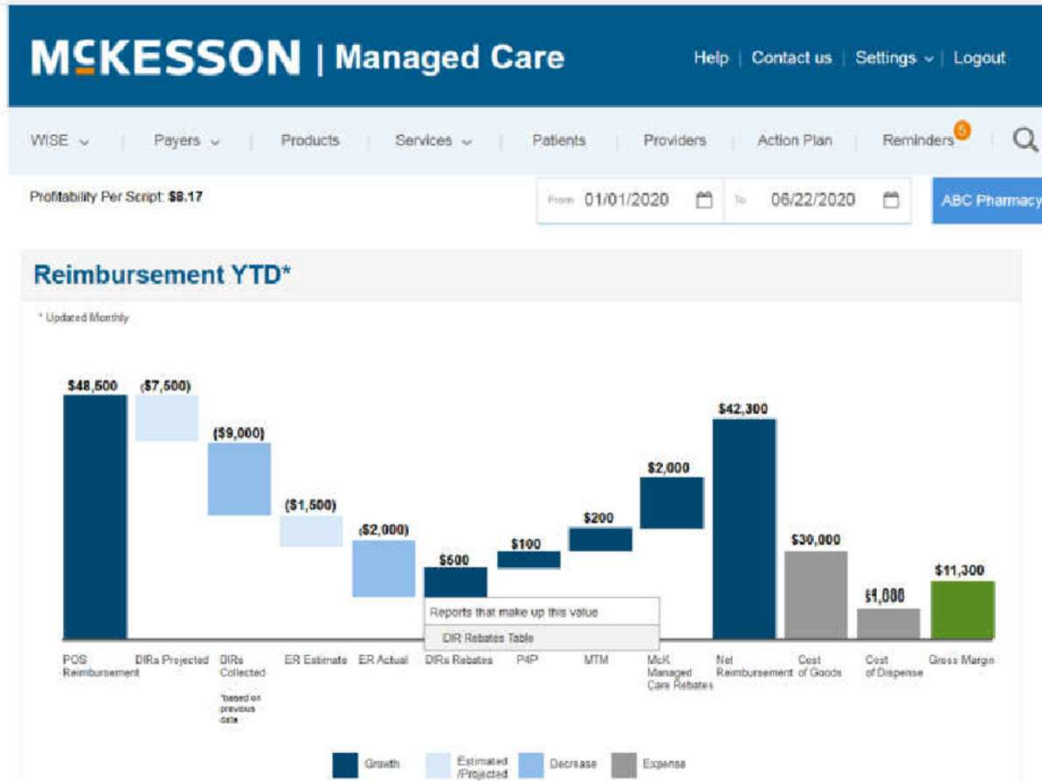 MCKESSON | Managed Care
Help | Contact us | Settings | Logout
WISE | Payers | Products | Services | Patients | Providers | Action Plan | Reminders 5
Profitability Per Script: $8.17
From 01/01/2020 To 06/22/2020
ABC Pharmacy
Reimbursement YTD*
* Updated Monthly
$48,500 ($7,500)
($9,000)
($1,500)
($2,000)
$500
$100
$200
$2,000
$42,300
$30,000
$1,000
$11,300
Reports that make up this value
DIR Rebates Table
POS Reimbursement
DIRs Projected
DIRs Collected
*based on previous data
ER Estimate
ER Actual
DIRs Rebates
P4P
MTM
McK Managed Care Rebates
Net Reimbursement
Cost of Goods
Cost of Dispense
Gross Margin
Growth
Estimated /Projected
Decrease
Expense